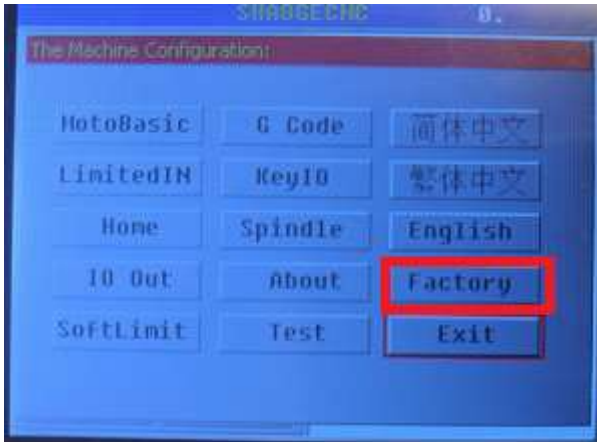 0.
The Machine Configuration:
MotoBasic G Code 简体中文
LimitedIN KeyIO 繁体中文
Home Spindle English
IO Out About Factory
SoftLimit Test Exit